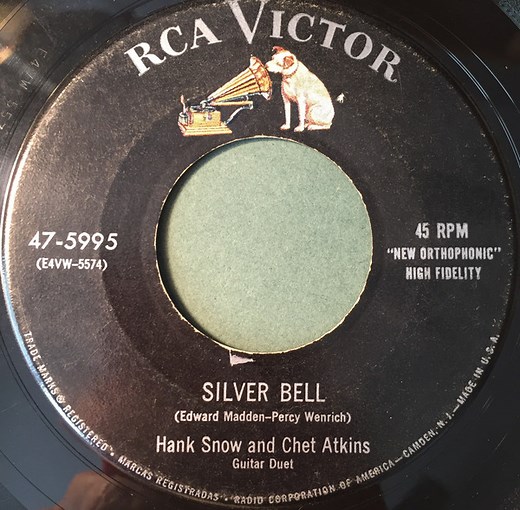 RCA VICTOR
47-5995
(E4VW-5574)
45 RPM
"NEW ORTHOPHONIC"
HIGH FIDELITY
SILVER BELL
(Edward Madden-Percy Wenrich)
Hank Snow and Chet Atkins
Guitar Duet
TRADE MARKS ® REGISTERED • MARCAS REGISTRADAS • RADIO CORPORATION OF AMERICA—CAMDEN, N.J.—MADE IN U.S.A.